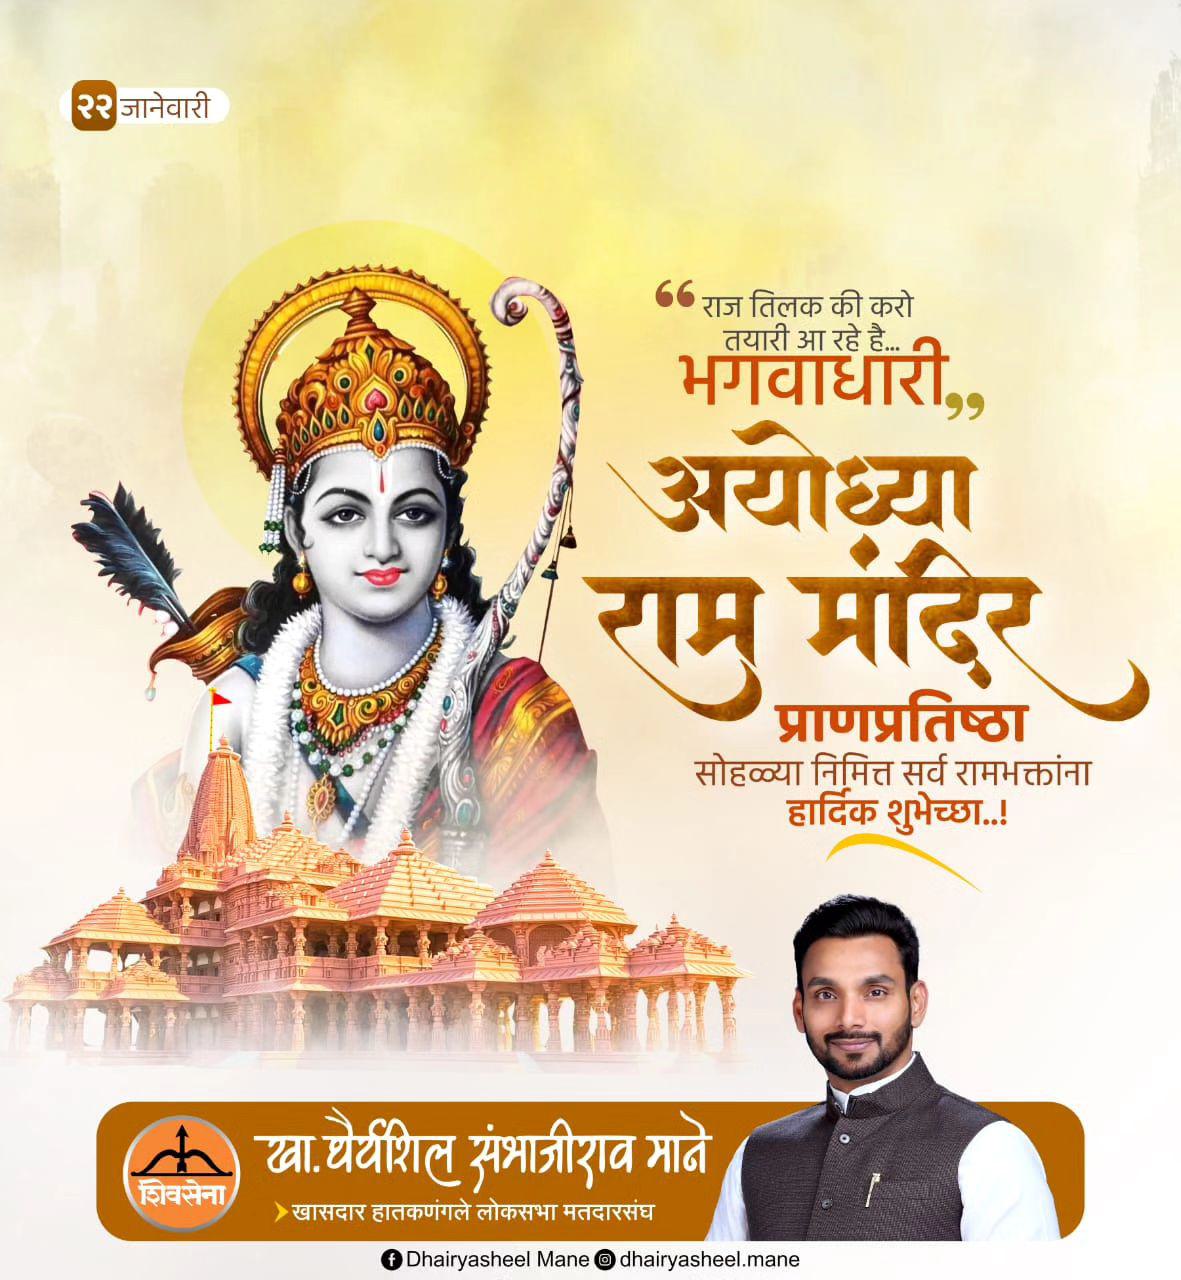 २२ जानेवारी
“ राज तिलक की करो
तयारी आ रहे है...
भगवाधारी „
अयोध्या
राम मंदिर
प्राणप्रतिष्ठा
सोहळ्या निमित्त सर्व रामभक्तांना
हार्दिक शुभेच्छा..!
शिवसेना
खा. धैर्यशिल संभाजीराव माने
खासदार हातकणंगले लोकसभा मतदारसंघ
Dhairyasheel Mane dhairyasheel.mane